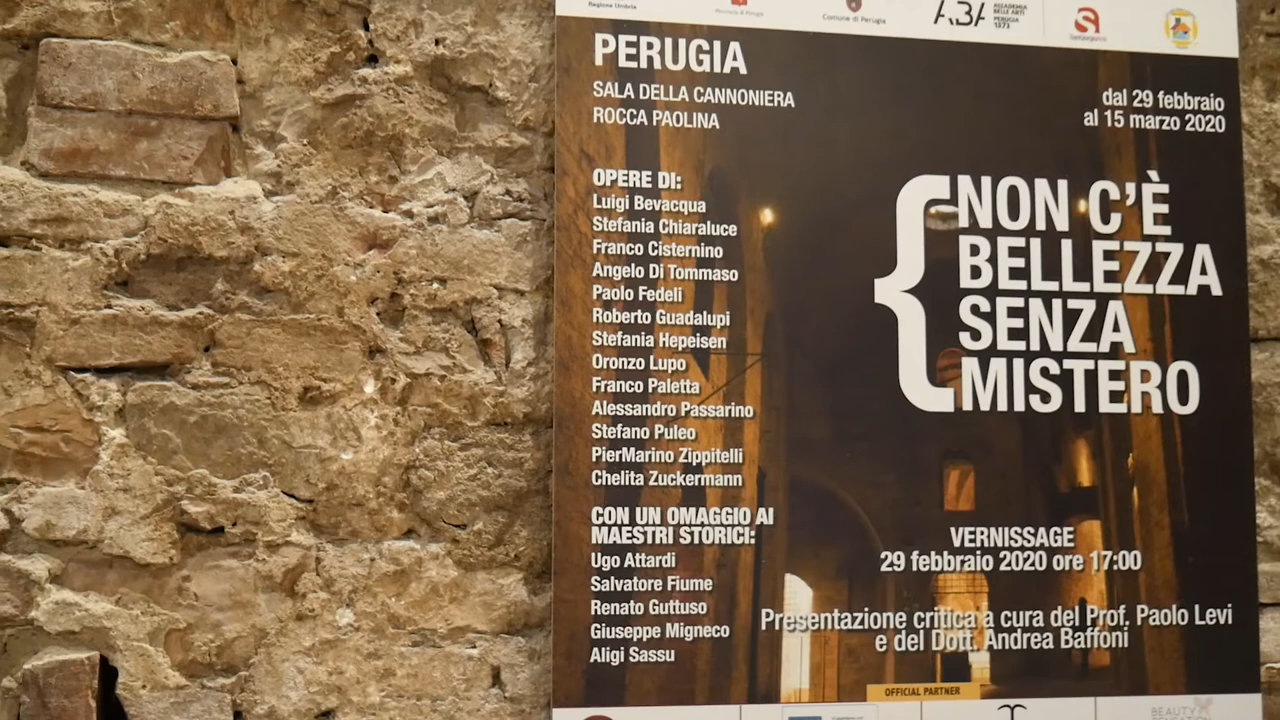 Regione Umbria
Provincia di Perugia
Comune di Perugia
ABA
ACCADEMIA
BELLE ARTI
PERUGIA
1573
PERUGIA
SALA DELLA CANNONIERA
ROCCA PAOLINA
dal 29 febbraio
al 15 marzo 2020
OPERE DI:
Luigi Bevacqua
Stefania Chiaraluce
Franco Cisternino
Angelo Di Tommaso
Paolo Fedeli
Roberto Guadalupi
Stefania Hepeisen
Oronzo Lupo
Franco Paletta
Alessandro Passarino
Stefano Puleo
PierMarino Zippitelli
Chelita Zuckermann
CON UN OMAGGIO AI
MAESTRI STORICI:
Ugo Attardi
Salvatore Fiume
Renato Guttuso
Giuseppe Migneco
Aligi Sassu
{NON C'È
BELLEZZA
SENZA
MISTERO
VERNISSAGE
29 febbraio 2020 ore 17:00
Presentazione critica a cura del Prof. Paolo Levi
e del Dott. Andrea Baffoni
OFFICIAL PARTNER
BEAUTY